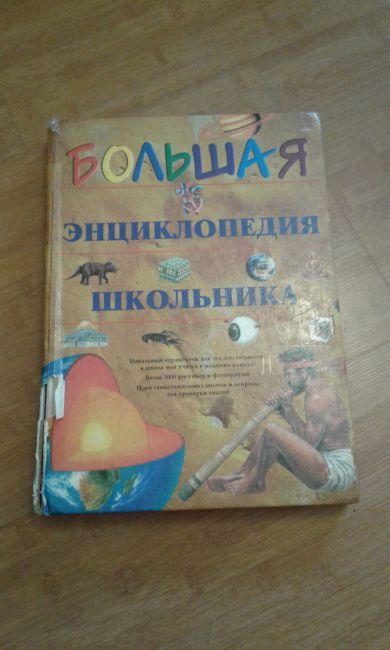 БОЛЬШАЯ
ЭНЦИКЛОПЕДИЯ
ШКОЛЬНИКА
Идеальный справочник для тех, кто готовится
к школе или учится в младших классах
Более 1000 рисунков и фотографий
Идеи самостоятельных опытов и вопросы
для проверки знаний